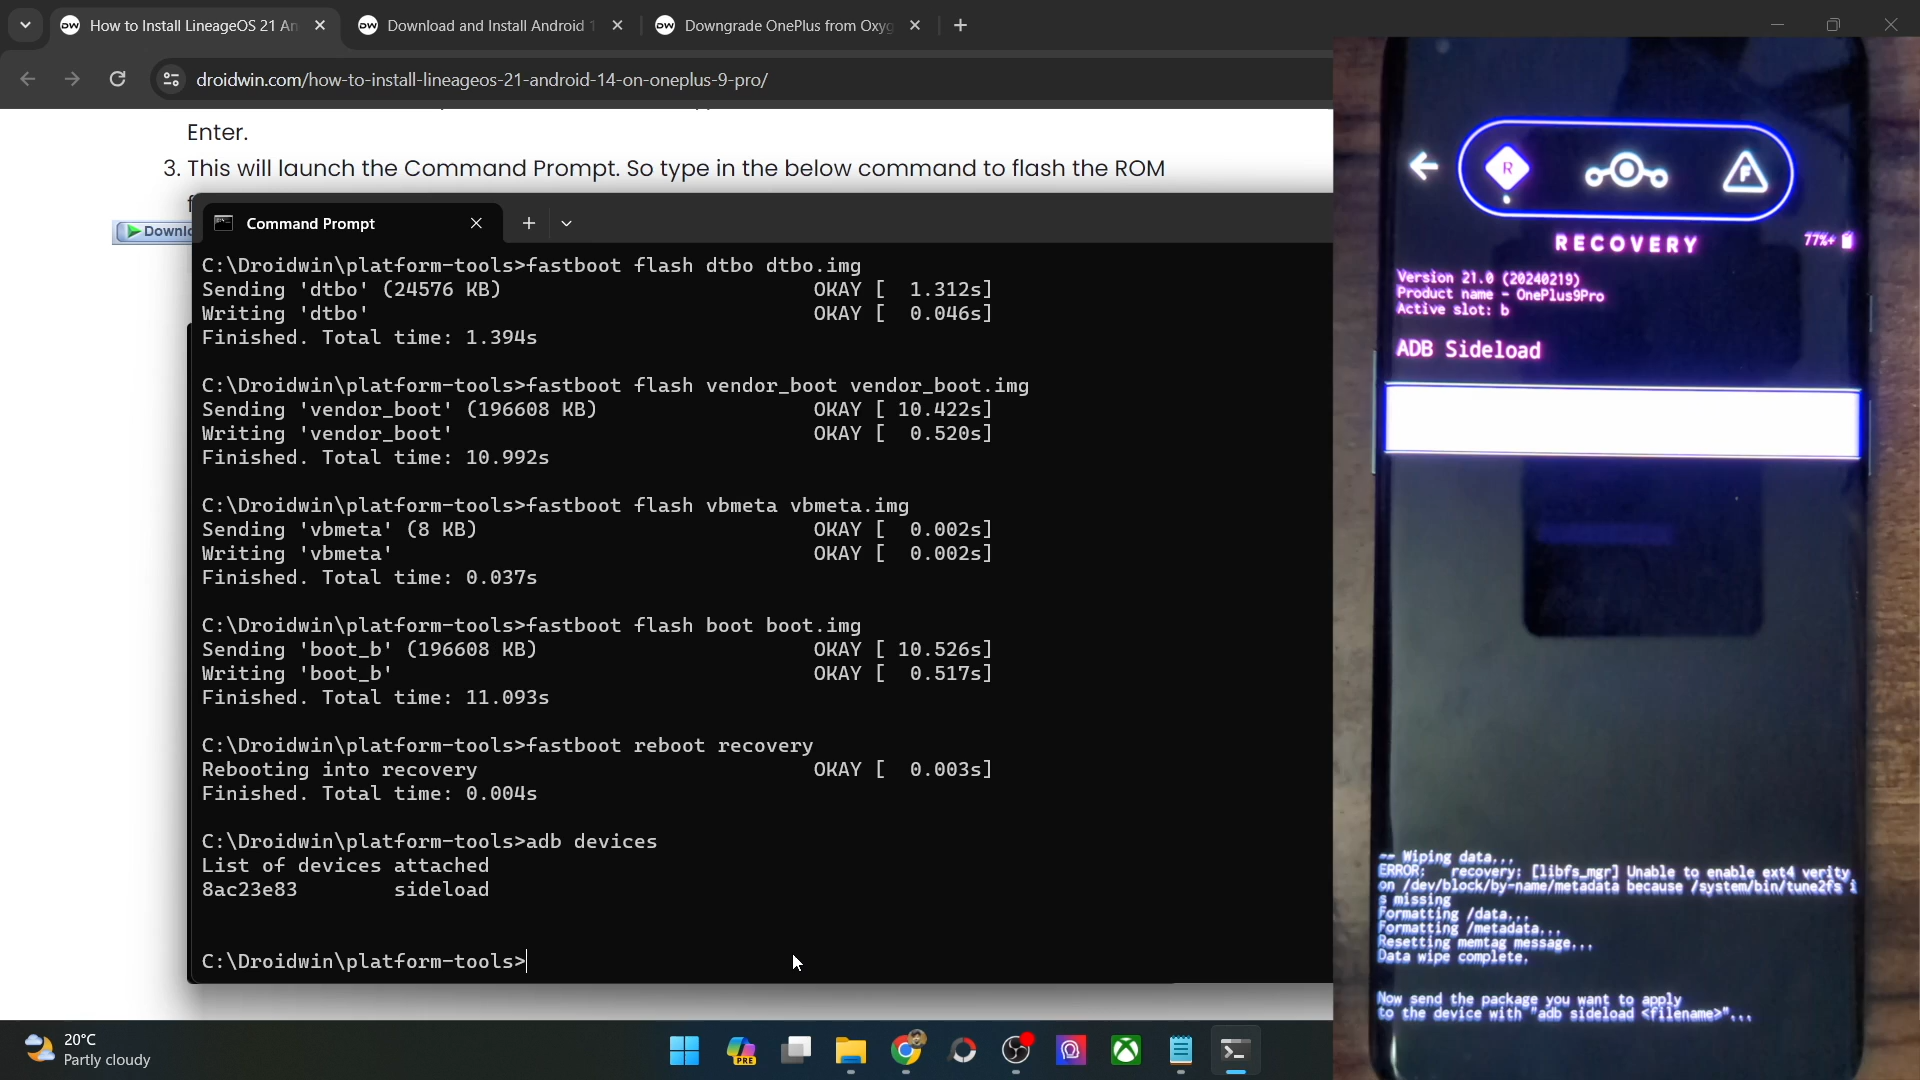 How to Install LineageOS 21 An
Download and Install Android 1
Downgrade OnePlus from Oxyg
droidwin.com/how-to-install-lineageos-21-android-14-on-oneplus-9-pro/
Enter.
3. This will launch the Command Prompt. So type in the below command to flash the ROM
f
Downlo
Command Prompt
C:\Droidwin\platform-tools>fastboot flash dtbo dtbo.img
Sending 'dtbo' (24576 KB) OKAY [ 1.312s]
Writing 'dtbo' OKAY [ 0.046s]
Finished. Total time: 1.394s
C:\Droidwin\platform-tools>fastboot flash vendor_boot vendor_boot.img
Sending 'vendor_boot' (196608 KB) OKAY [ 10.422s]
Writing 'vendor_boot' OKAY [ 0.520s]
Finished. Total time: 10.992s
C:\Droidwin\platform-tools>fastboot flash vbmeta vbmeta.img
Sending 'vbmeta' (8 KB) OKAY [ 0.002s]
Writing 'vbmeta' OKAY [ 0.002s]
Finished. Total time: 0.037s
C:\Droidwin\platform-tools>fastboot flash boot boot.img
Sending 'boot_b' (196608 KB) OKAY [ 10.526s]
Writing 'boot_b' OKAY [ 0.517s]
Finished. Total time: 11.093s
C:\Droidwin\platform-tools>fastboot reboot recovery
Rebooting into recovery OKAY [ 0.003s]
Finished. Total time: 0.004s
C:\Droidwin\platform-tools>adb devices
List of devices attached
8ac23e83 sideload
C:\Droidwin\platform-tools>
20°C
Partly cloudy
PRE
R
F
RECOVERY
77%+
Version 21.0 (20240219)
Product name - OnePlus9Pro
Active slot: b
ADB Sideload
-- Wiping data...
ERROR: recovery: [libfs_mgr] Unable to enable ext4 verity
on /dev/block/by-name/metadata because /system/bin/tune2fs i
s missing
Formatting /data...
Formatting /metadata...
Resetting memtag message...
Data wipe complete.
Now send the package you want to apply
to the device with "adb sideload <filename>"...